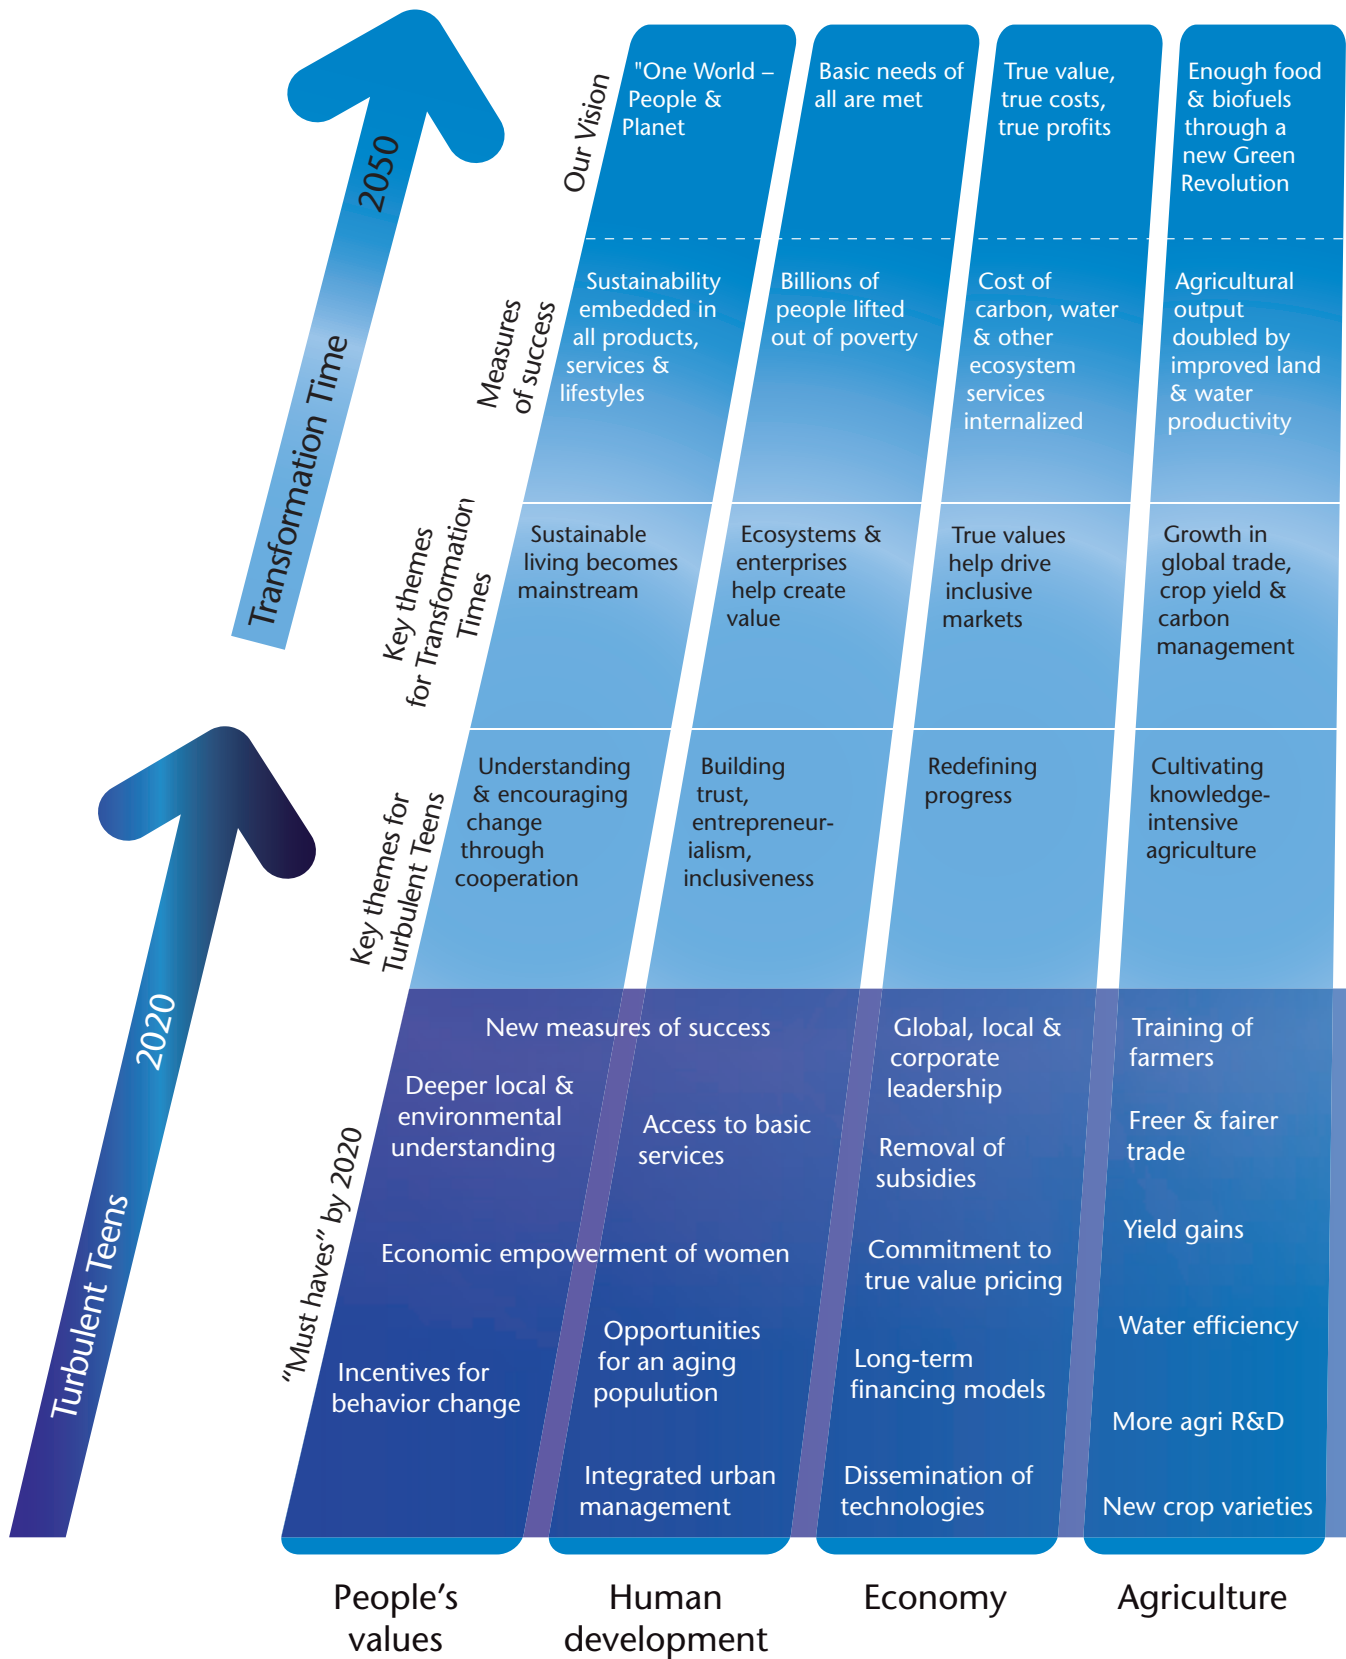 2050
Transformation Time
2020
Turbulent Teens
Our Vision
"One World –
People &
Planet
Basic needs of
all are met
True value,
true costs,
true profits
Enough food
& biofuels
through a
new Green
Revolution
Measures
of success
Sustainability
embedded in
all products,
services &
lifestyles
Billions of
people lifted
out of poverty
Cost of
carbon, water
& other
ecosystem
services
internalized
Agricultural
output
doubled by
improved land
& water
productivity
Key themes
for Transformation
Times
Sustainable
living becomes
mainstream
Ecosystems &
enterprises
help create
value
True values
help drive
inclusive
markets
Growth in
global trade,
crop yield &
carbon
management
Key themes for
Turbulent Teens
Understanding
& encouraging
change
through
cooperation
Building
trust,
entrepreneur-
ialism,
inclusiveness
Redefining
progress
Cultivating
knowledge-
intensive
agriculture
“Must haves” by 2020
New measures of success
Deeper local &
environmental
understanding
Access to basic
services
Economic empowerment of women
Opportunities
for an aging
populution
Incentives for
behavior change
Integrated urban
management
Global, local &
corporate
leadership
Removal of
subsidies
Commitment to
true value pricing
Long-term
financing models
Dissemination of
technologies
Training of
farmers
Freer & fairer
trade
Yield gains
Water efficiency
More agri R&D
New crop varieties
People’s
values
Human
development
Economy
Agriculture